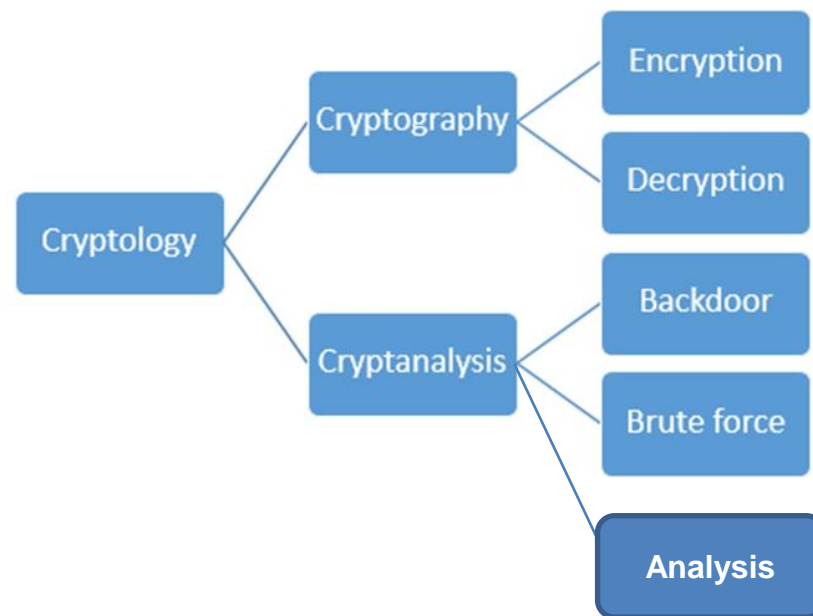 Encryption
Cryptography
Decryption
Cryptology
Backdoor
Cryptanalysis
Brute force
Analysis